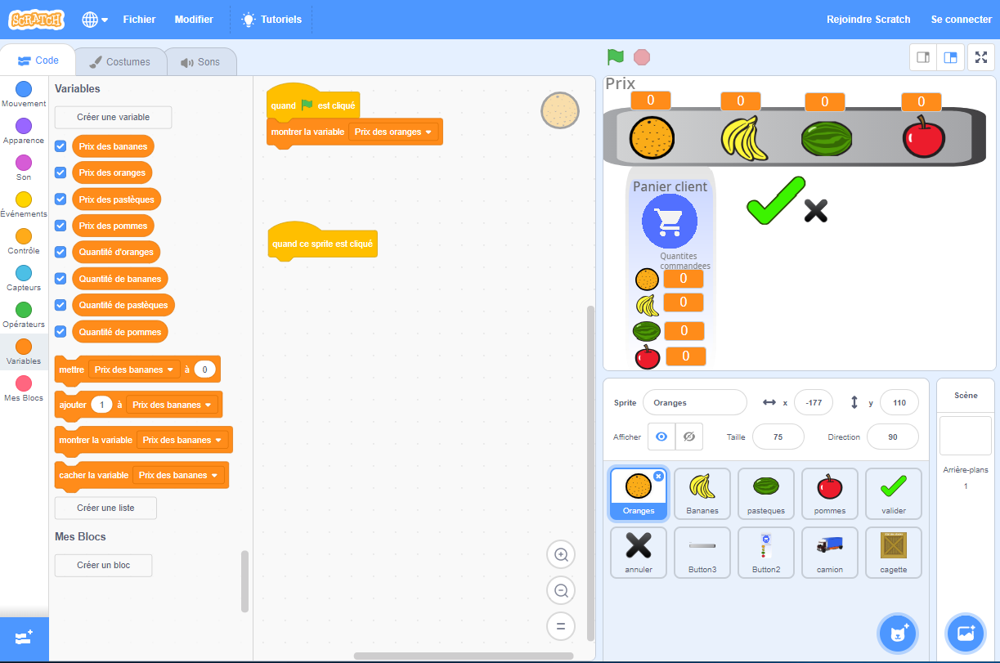 SCRATCH
Fichier
Modifier
Tutoriels
Rejoindre Scratch
Se connecter
Code
Costumes
Sons
Mouvement
Apparence
Son
Événements
Contrôle
Capteurs
Opérateurs
Variables
Mes Blocs
Variables
Créer une variable
Prix des bananes
Prix des oranges
Prix des pastèques
Prix des pommes
Quantité d'oranges
Quantité de bananes
Quantité de pastèques
Quantité de pommes
mettre Prix des bananes à 0
ajouter 1 à Prix des bananes
montrer la variable Prix des bananes
cacher la variable Prix des bananes
Créer une liste
Mes Blocs
Créer un bloc
quand est cliqué
montrer la variable Prix des oranges
quand ce sprite est cliqué
Prix
0 0 0 0
Panier client
Quantites
commandees
0
0
0
0
Sprite Oranges x -177 y 110
Afficher Taille 75 Direction 90
Oranges Bananes pasteques pommes valider
annuler Button3 Button2 camion cagette
Scène
Arrière-plans
1